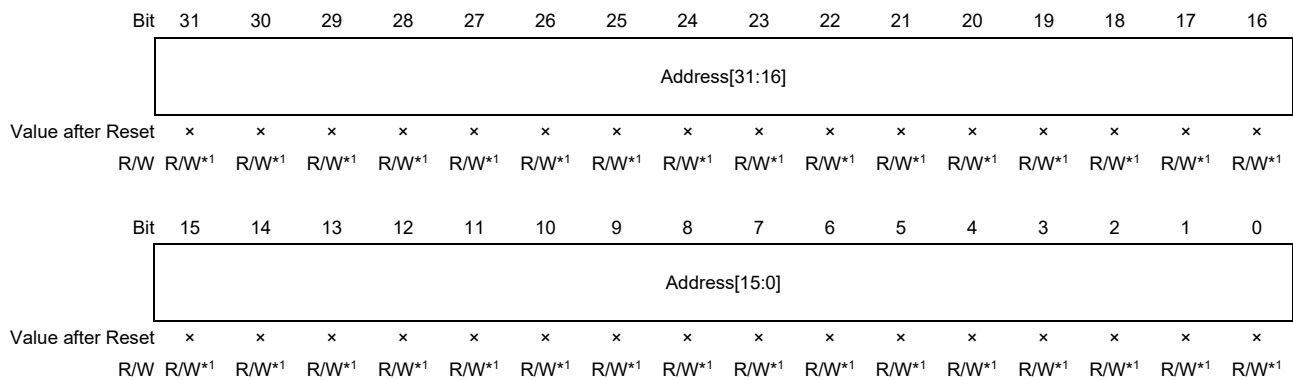 Bit 31 30 29 28 27 26 25 24 23 22 21 20 19 18 17 16
Address[31:16]
Value after Reset × × × × × × × × × × × × × × × ×
R/W R/W*1 R/W*1 R/W*1 R/W*1 R/W*1 R/W*1 R/W*1 R/W*1 R/W*1 R/W*1 R/W*1 R/W*1 R/W*1 R/W*1 R/W*1 R/W*1
Bit 15 14 13 12 11 10 9 8 7 6 5 4 3 2 1 0
Address[15:0]
Value after Reset × × × × × × × × × × × × × × × ×
R/W R/W*1 R/W*1 R/W*1 R/W*1 R/W*1 R/W*1 R/W*1 R/W*1 R/W*1 R/W*1 R/W*1 R/W*1 R/W*1 R/W*1 R/W*1 R/W*1